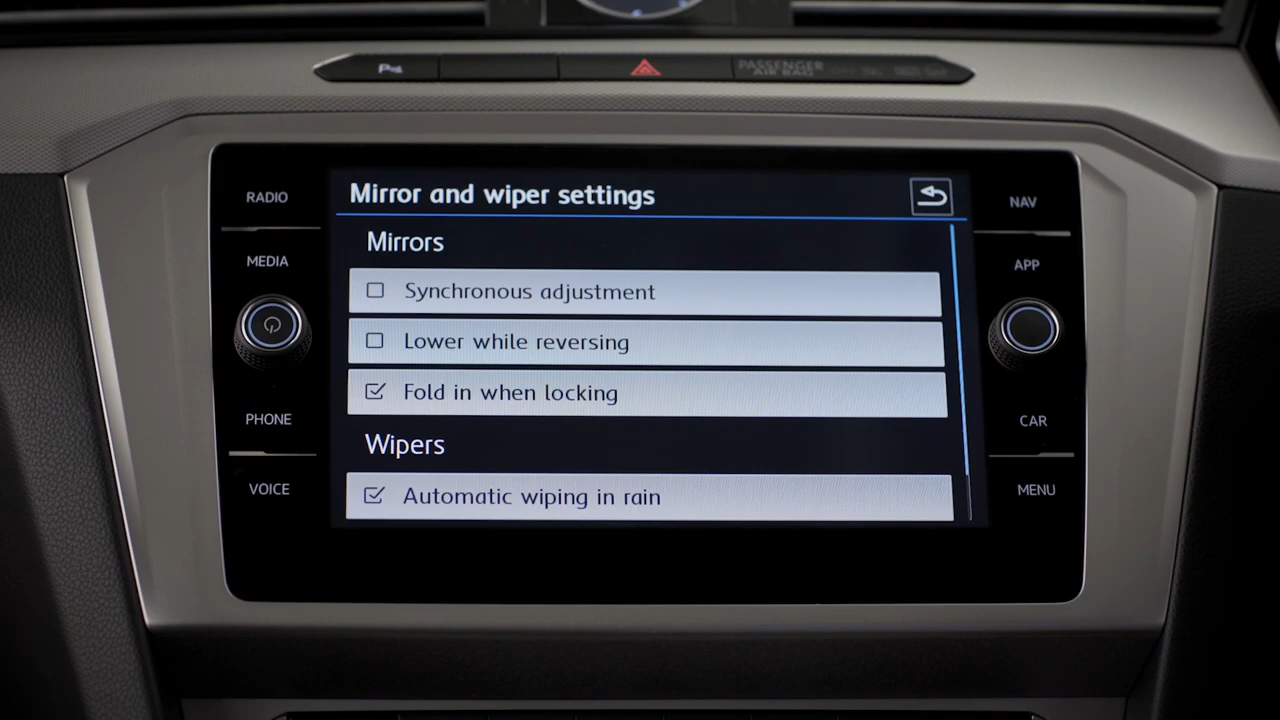 P
PASSENGER
AIR BAG
RADIO
MEDIA
PHONE
VOICE
Mirror and wiper settings
Mirrors
Synchronous adjustment
Lower while reversing
Fold in when locking
Wipers
Automatic wiping in rain
NAV
APP
CAR
MENU